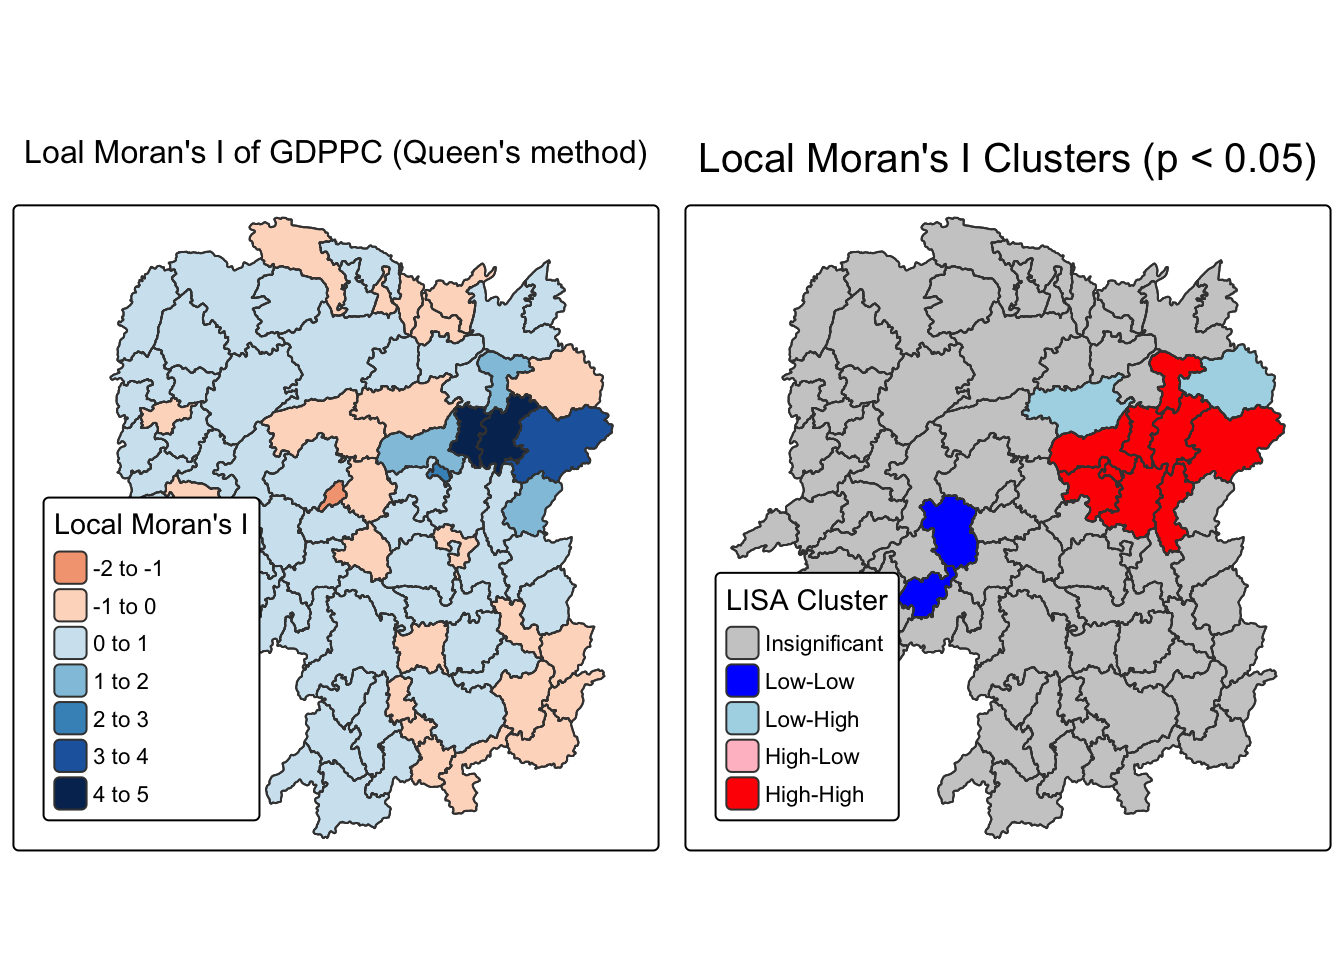 Loal Moran's I of GDPPC (Queen's method)
Local Moran's I
-2 to -1
-1 to 0
0 to 1
1 to 2
2 to 3
3 to 4
4 to 5
Local Moran's I Clusters (p < 0.05)
LISA Cluster
Insignificant
Low-Low
Low-High
High-Low
High-High